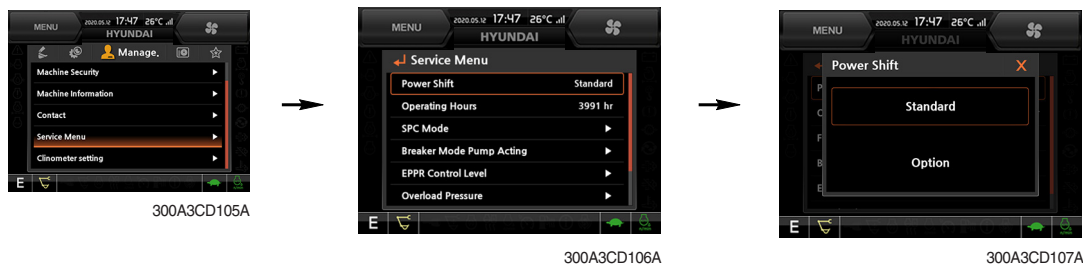 MENU
2020.05.12 17:47 26°C
HYUNDAI
Manage.
Machine Security
Machine Information
Contact
Service Menu
Clinometer setting
E
300A3CD105A
MENU
2020.05.12 17:47 26°C
HYUNDAI
Service Menu
Power Shift Standard
Operating Hours 3991 hr
SPC Mode
Breaker Mode Pump Acting
EPPR Control Level
Overload Pressure
E
300A3CD106A
MENU
2020.05.12 17:47 26°C
HYUNDAI
Power Shift X
Standard
Option
E
300A3CD107A